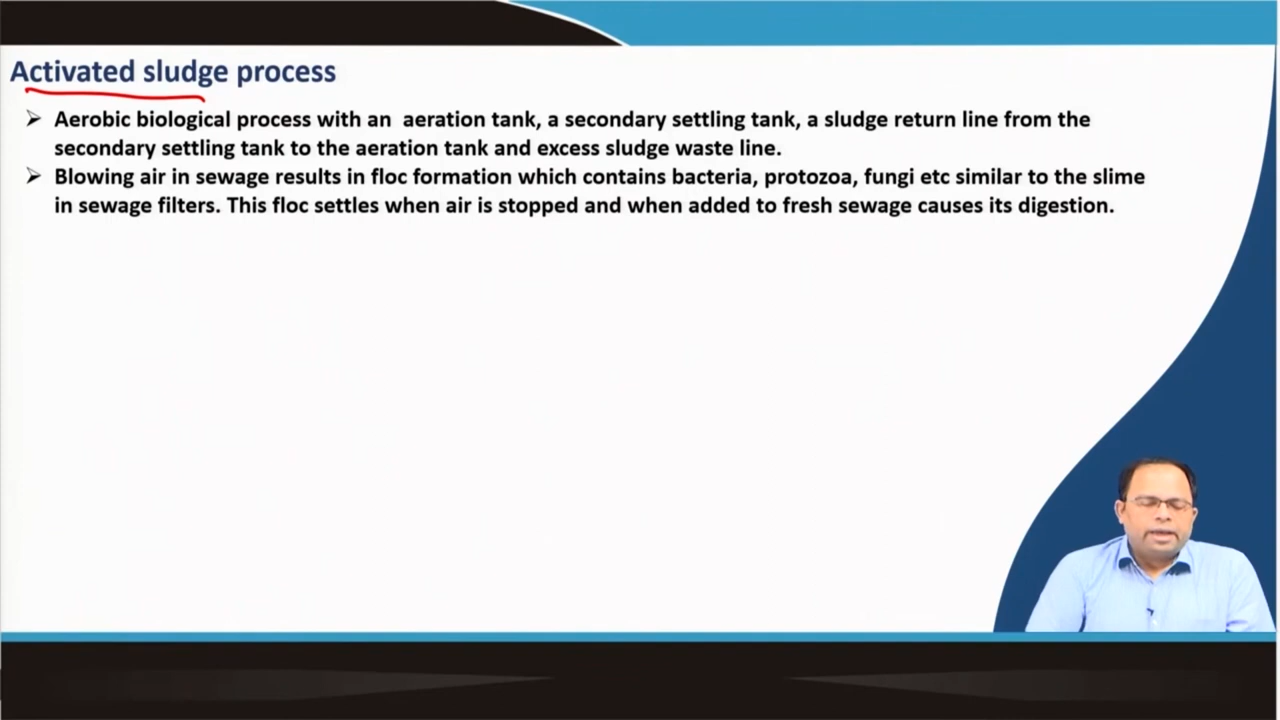 Activated sludge process
➢ Aerobic biological process with an aeration tank, a secondary settling tank, a sludge return line from the
secondary settling tank to the aeration tank and excess sludge waste line.
➢ Blowing air in sewage results in floc formation which contains bacteria, protozoa, fungi etc similar to the slime
in sewage filters. This floc settles when air is stopped and when added to fresh sewage causes its digestion.